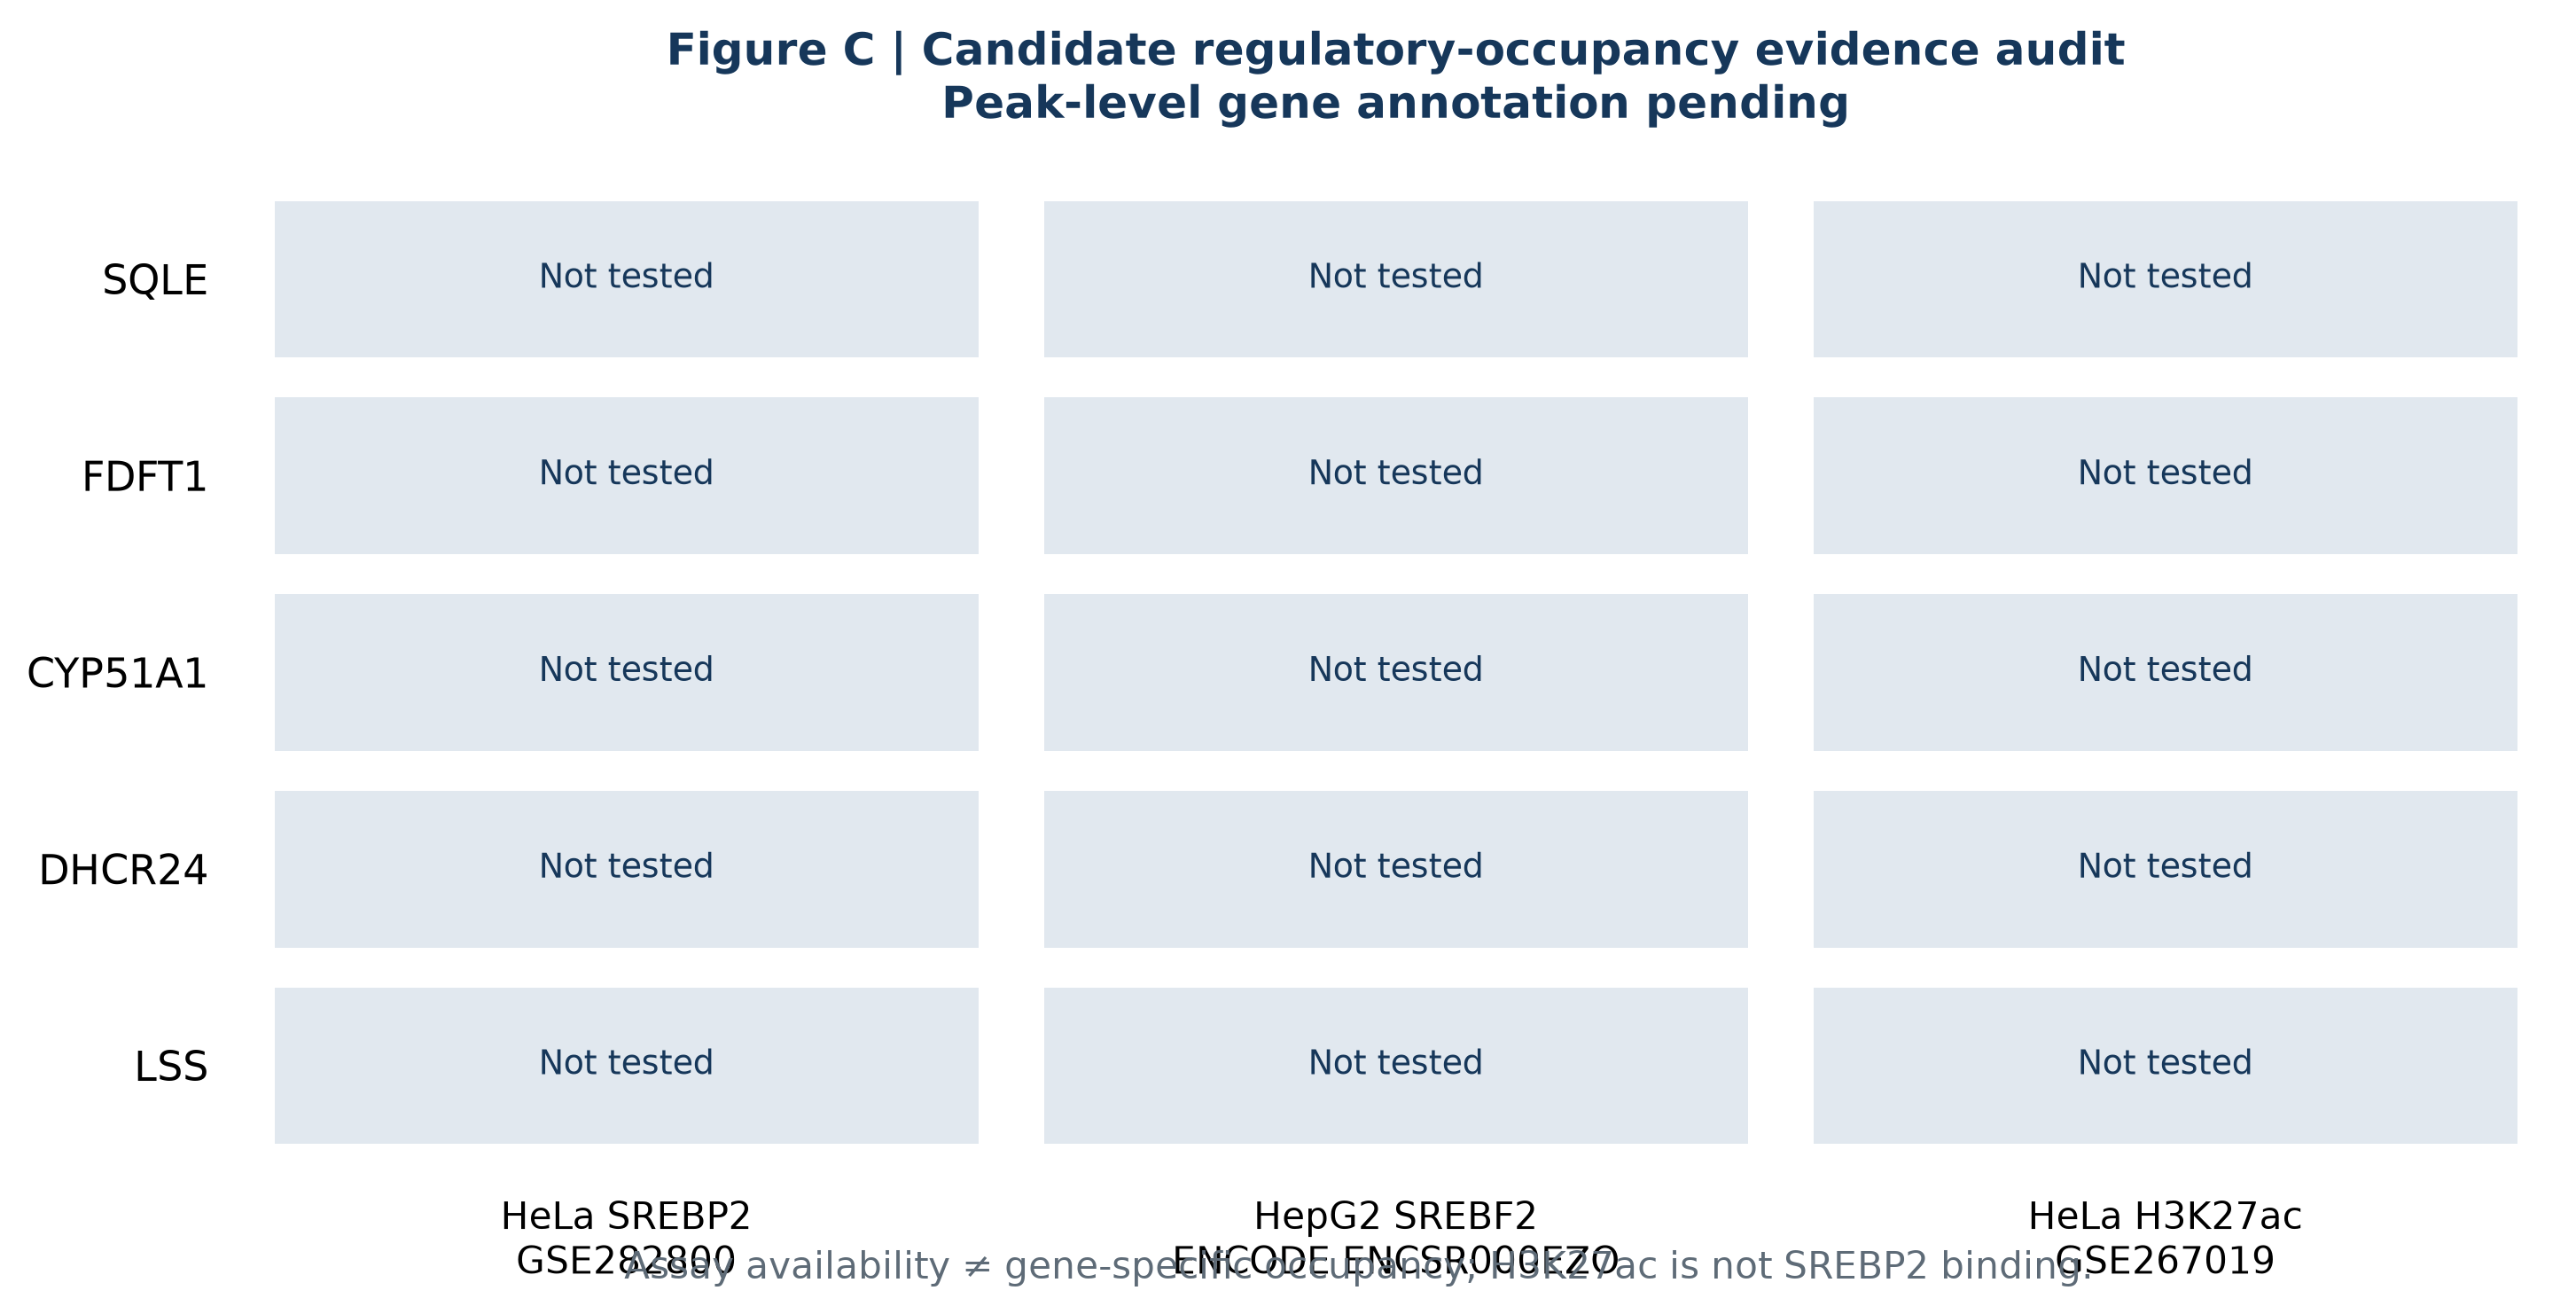 Figure C | Candidate regulatory-occupancy evidence audit
Peak-level gene annotation pending
SQLE Not tested Not tested Not tested
FDFT1 Not tested Not tested Not tested
CYP51A1 Not tested Not tested Not tested
DHCR24 Not tested Not tested Not tested
LSS Not tested Not tested Not tested
HeLa SREBP2 HepG2 SREBF2 HeLa H3K27ac
GSE282800 ENCODE ENCSR000EZO GSE267019
Assay availability ≠ gene-specific occupancy; H3K27ac is not SREBP2 binding.